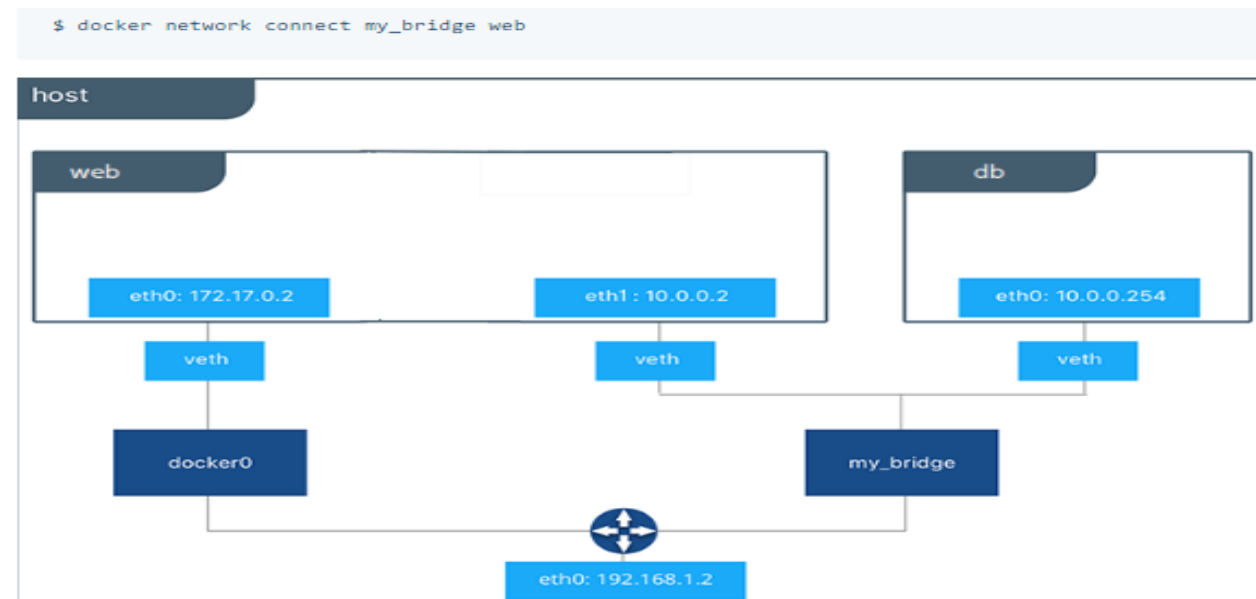 $ docker network connect my_bridge web
host
web
db
eth0: 172.17.0.2
eth1 : 10.0.0.2
eth0: 10.0.0.254
veth
veth
veth
docker0
my_bridge
eth0: 192.168.1.2